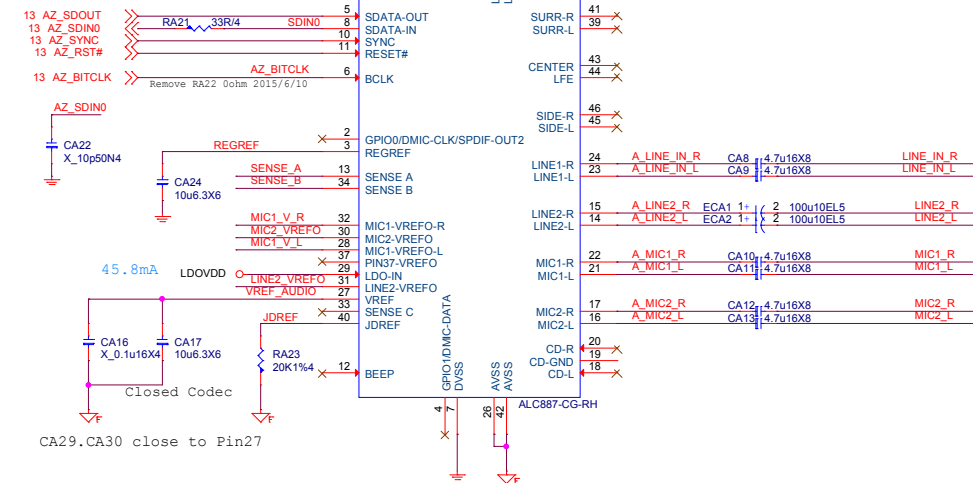 13 AZ_SDOUT 5 SDATA-OUT
13 AZ_SDIN0 RA21 33R/4 SDIN0 8 SDATA-IN
13 AZ_SYNC 10 SYNC
13 AZ_RST# 11 RESET#
13 AZ_BITCLK AZ_BITCLK 6 BCLK
Remove RA22 0ohm 2015/6/10
AZ_SDIN0
CA22
X_10p50N4
2 GPIO0/DMIC-CLK/SPDIF-OUT2
REGREF 3 REGREF
CA24
10u6.3X6
SENSE_A 13 SENSE A
SENSE_B 34 SENSE B
MIC1_V_R 32 MIC1-VREFO-R
MIC2_VREFO 30 MIC2-VREFO
MIC1_V_L 28 MIC1-VREFO-L
37 PIN37-VREFO
45.8mA LDOVDD 29 LDO-IN
LINE2_VREFO 31 LINE2-VREFO
VREF_AUDIO 27 VREF
33 SENSE C
JDREF 40 JDREF
CA16
X_0.1u16X4
CA17
10u6.3X6
RA23
20K1%4
12 BEEP
Closed Codec
CA29.CA30 close to Pin27
SURR-R 41
SURR-L 39
CENTER 43
LFE 44
SIDE-R 46
SIDE-L 45
LINE1-R 24 A_LINE_IN_R CA8 4.7u16X8 LINE_IN_R
LINE1-L 23 A_LINE_IN_L CA9 4.7u16X8 LINE_IN_L
LINE2-R 15 A_LINE2_R ECA1 1+ 2 100u10EL5 LINE2_R
LINE2-L 14 A_LINE2_L ECA2 1+ 2 100u10EL5 LINE2_L
MIC1-R 22 A_MIC1_R CA10 4.7u16X8 MIC1_R
MIC1-L 21 A_MIC1_L CA11 4.7u16X8 MIC1_L
MIC2-R 17 A_MIC2_R CA12 4.7u16X8 MIC2_R
MIC2-L 16 A_MIC2_L CA13 4.7u16X8 MIC2_L
CD-R 20
CD-GND 19
CD-L 18
GPIO1/DMIC-DATA 4
DVSS 7
AVSS 26
AVSS 42
ALC887-CG-RH
F
F
F